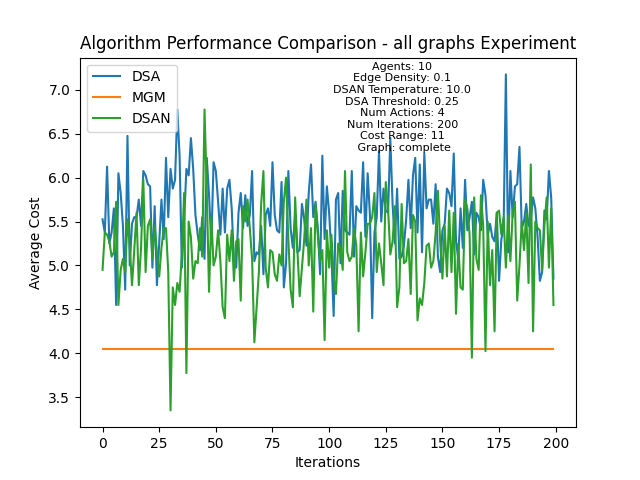 Algorithm Performance Comparison - all graphs Experiment
DSA
MGM
DSAN
Agents: 10
Edge Density: 0.1
DSAN Temperature: 10.0
DSA Threshold: 0.25
Num Actions: 4
Num Iterations: 200
Cost Range: 11
Graph: complete
Average Cost
7.0
6.5
6.0
5.5
5.0
4.5
4.0
3.5
0
25
50
75
100
125
150
175
200
Iterations